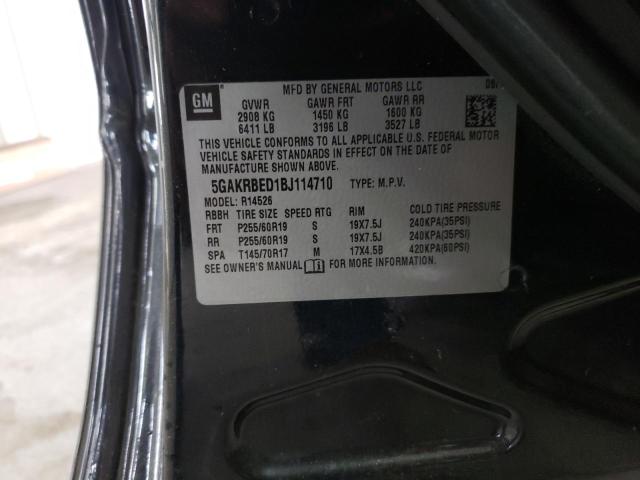 GM
MFD BY GENERAL MOTORS LLC
GVWR GAWR FRT GAWR RR
2908 KG 1450 KG 1600 KG
6411 LB 3196 LB 3527 LB
THIS VEHICLE CONFORMS TO ALL APPLICABLE U.S. FEDERAL MOTOR
VEHICLE SAFETY STANDARDS IN EFFECT ON THE DATE OF
MANUFACTURE SHOWN ABOVE.
5GAKRBED1BJ114710 TYPE: M.P.V.
MODEL: R14526
RBBH TIRE SIZE SPEED RTG RIM COLD TIRE PRESSURE
FRT P255/60R19 S 19X7.5J 240KPA(35PSI)
RR P255/60R19 S 19X7.5J 240KPA(35PSI)
SPA T145/70R17 M 17X4.5B 420KPA(60PSI)
SEE OWNER'S MANUAL FOR MORE INFORMATION.